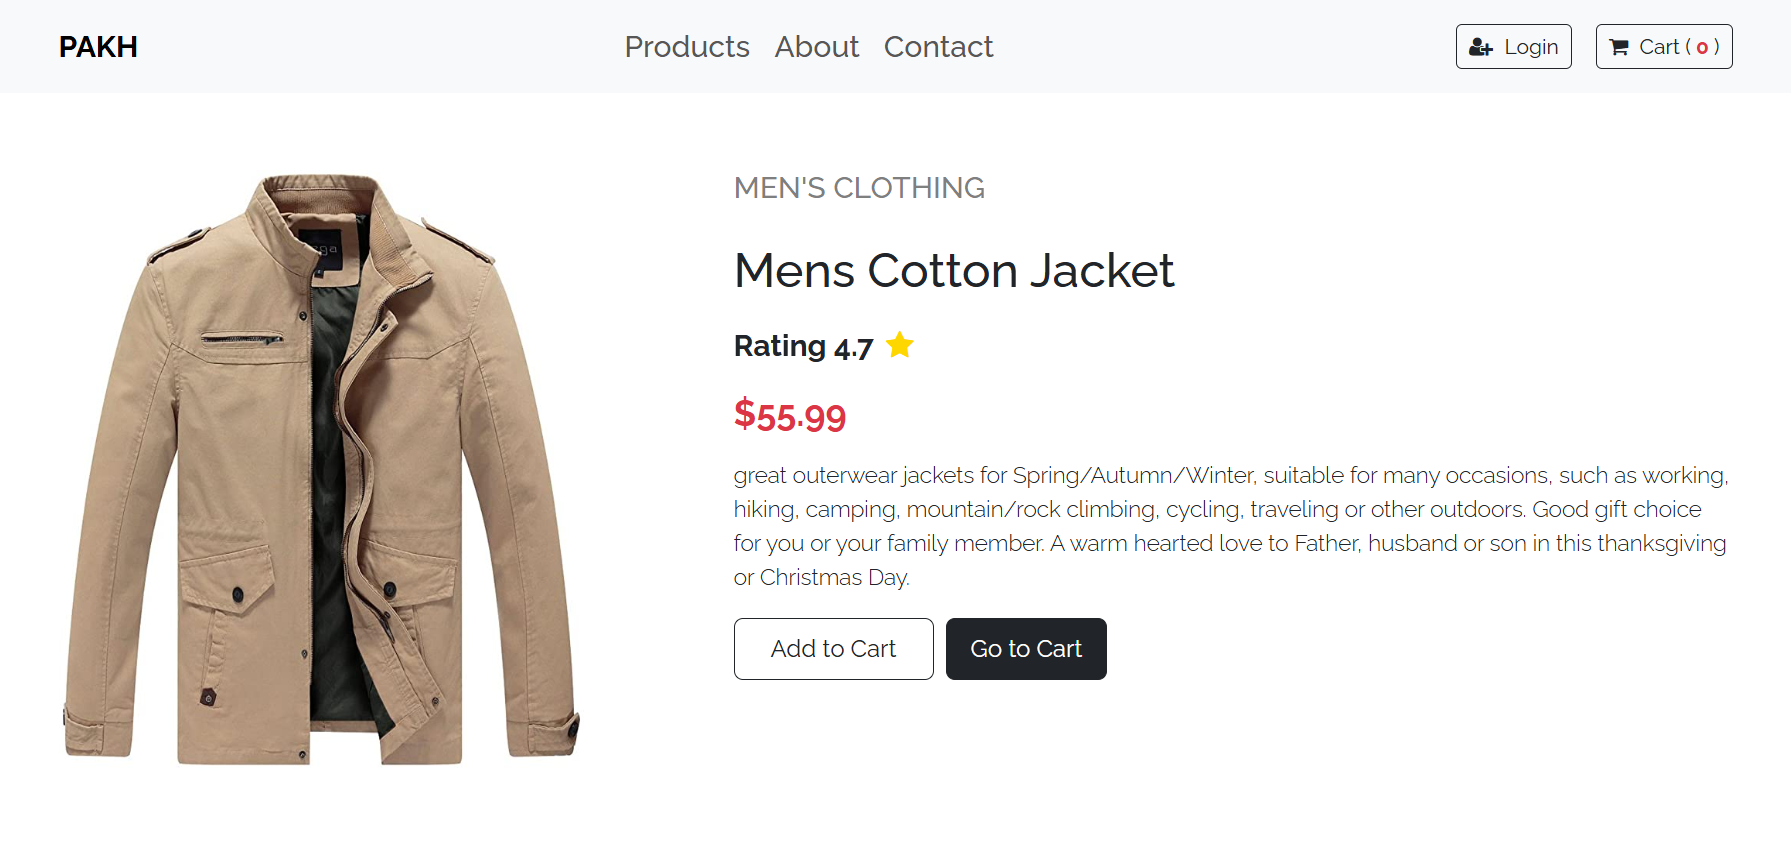 PAKH
Products About Contact
Login
Cart ( 0 )
MEN'S CLOTHING
Mens Cotton Jacket
Rating 4.7
$55.99
great outerwear jackets for Spring/Autumn/Winter, suitable for many occasions, such as working,
hiking, camping, mountain/rock climbing, cycling, traveling or other outdoors. Good gift choice
for you or your family member. A warm hearted love to Father, husband or son in this thanksgiving
or Christmas Day.
Add to Cart
Go to Cart